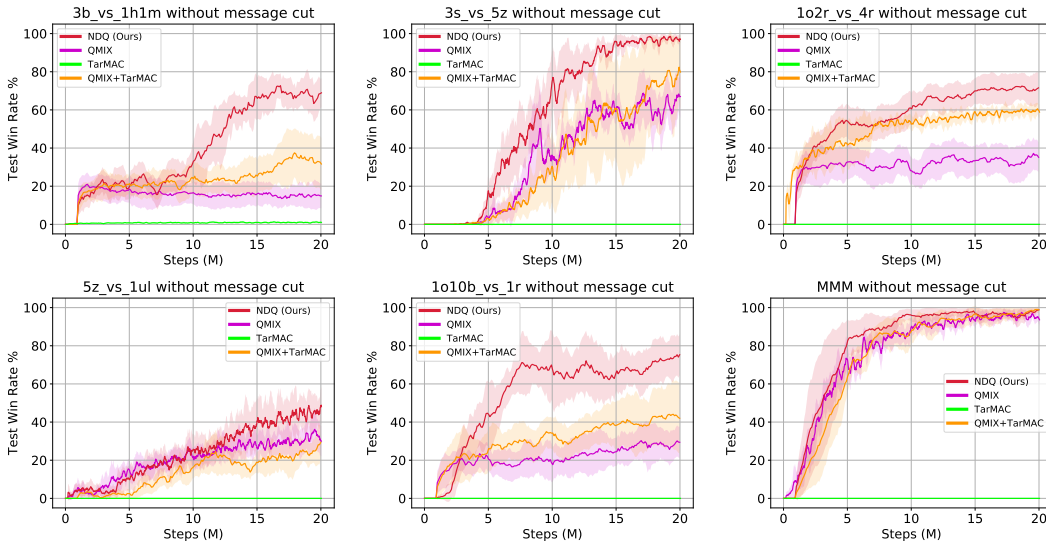 3b_vs_1h1m without message cut
Test Win Rate %
100
80
60
40
20
0
NDQ (Ours)
QMIX
TarMAC
QMIX+TarMAC
0 5 10 15 20
Steps (M)
3s_vs_5z without message cut
Test Win Rate %
100
80
60
40
20
0
NDQ (Ours)
QMIX
TarMAC
QMIX+TarMAC
0 5 10 15 20
Steps (M)
1o2r_vs_4r without message cut
Test Win Rate %
100
80
60
40
20
0
NDQ (Ours)
QMIX
TarMAC
QMIX+TarMAC
0 5 10 15 20
Steps (M)
5z_vs_1ul without message cut
Test Win Rate %
100
80
60
40
20
0
NDQ (Ours)
QMIX
TarMAC
QMIX+TarMAC
0 5 10 15 20
Steps (M)
1o10b_vs_1r without message cut
Test Win Rate %
100
80
60
40
20
0
NDQ (Ours)
QMIX
TarMAC
QMIX+TarMAC
0 5 10 15 20
Steps (M)
MMM without message cut
Test Win Rate %
100
80
60
40
20
0
NDQ (Ours)
QMIX
TarMAC
QMIX+TarMAC
0 5 10 15 20
Steps (M)